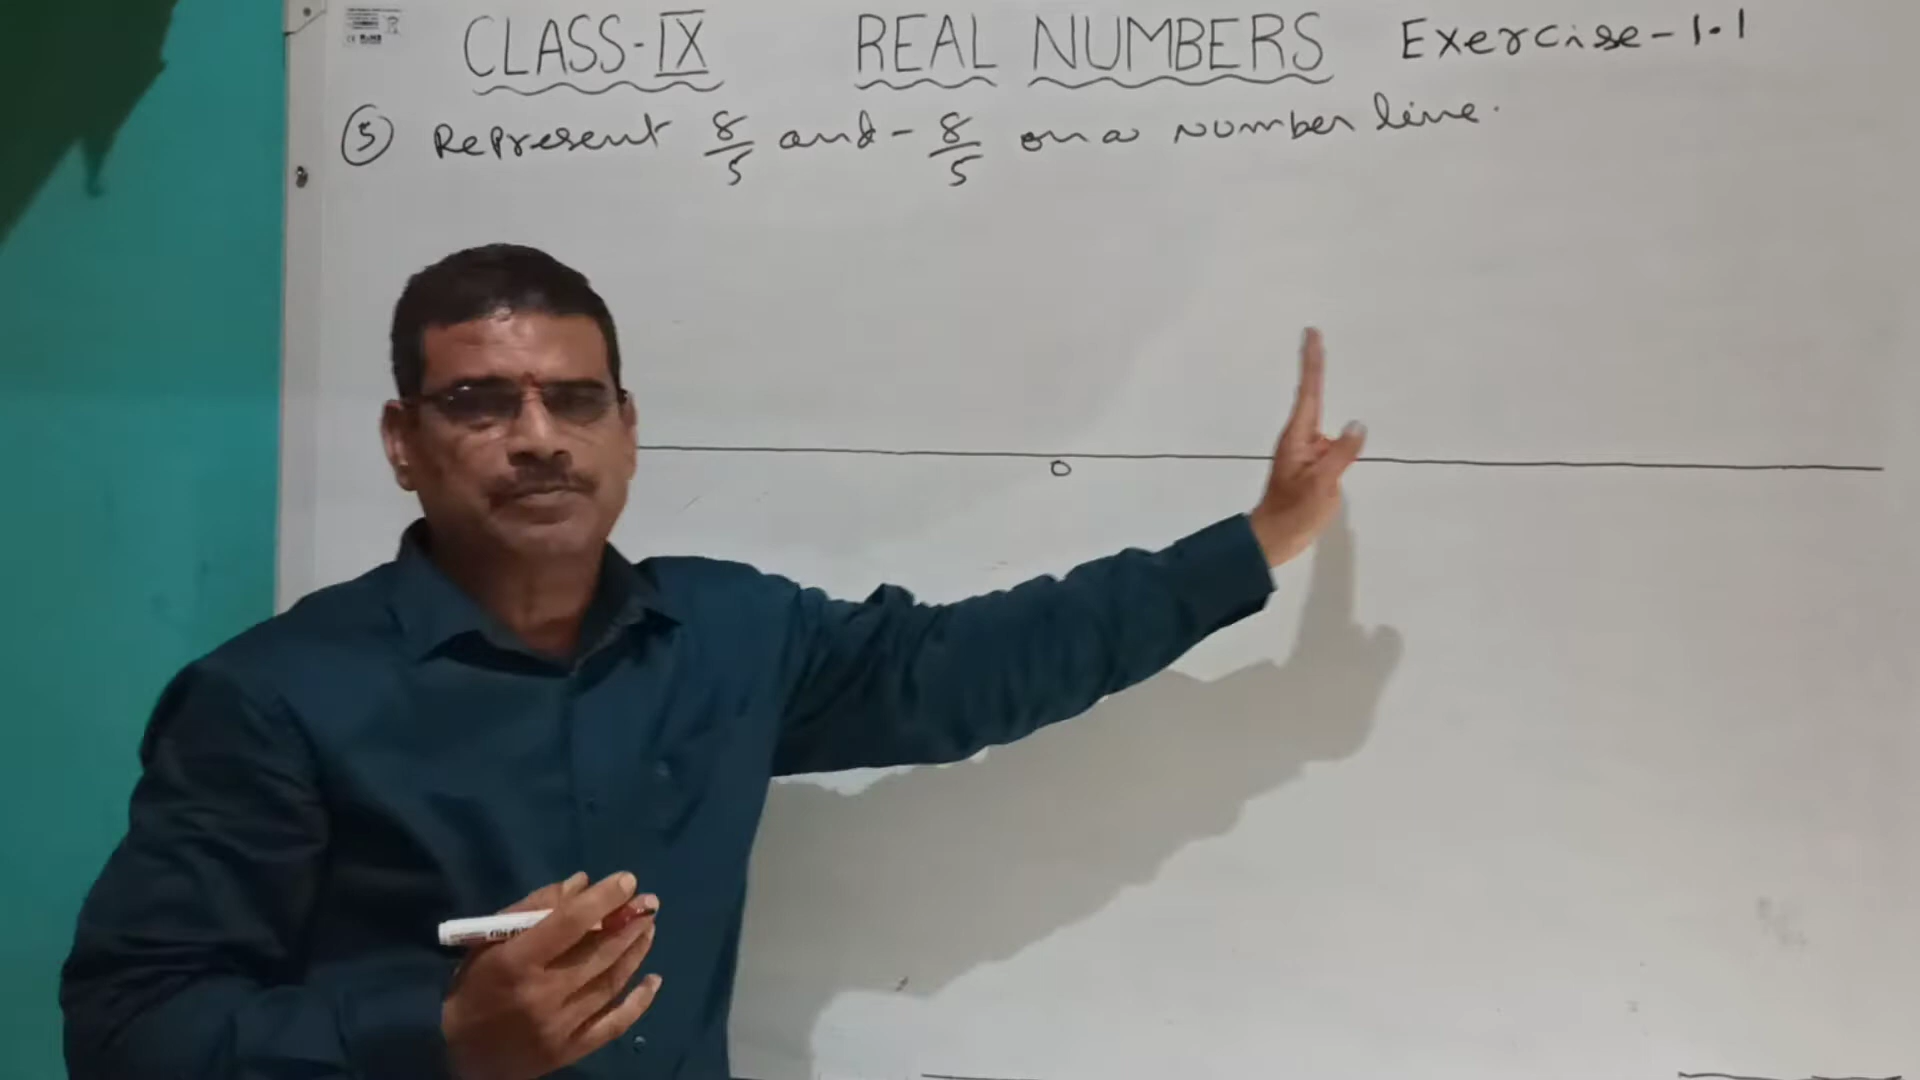 CLASS-IX REAL NUMBERS Exercise-1.1
⑤ Represent 8/5 and -8/5 on a number line.
0